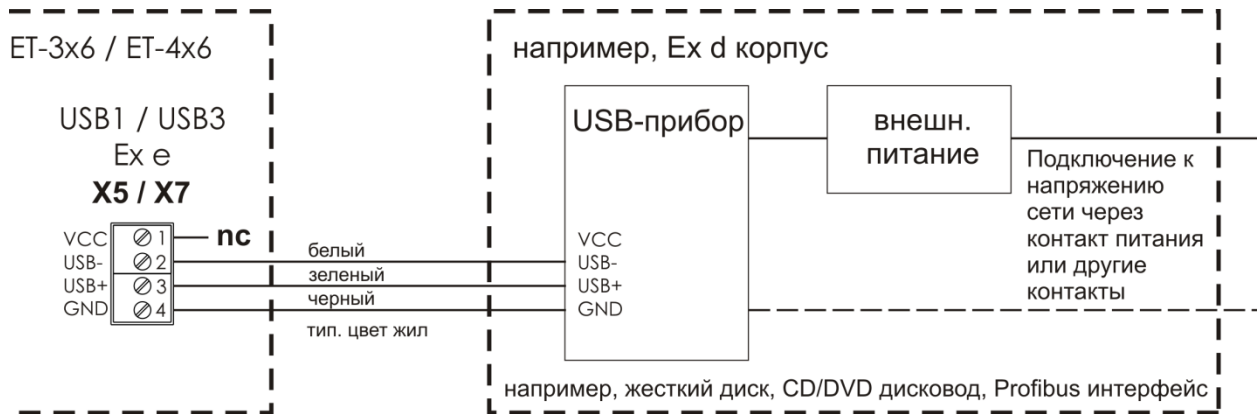 ET-3x6 / ET-4x6
USB1 / USB3
Ex e
X5 / X7
VCC 1 nc
USB- 2
USB+ 3
GND 4
белый
зеленый
черный
тип. цвет жил
например, Ex d корпус
USB-прибор
VCC
USB-
USB+
GND
внешн.
питание
Подключение к
напряжению
сети через
контакт питания
или другие
контакты
например, жесткий диск, CD/DVD дисковод, Profibus интерфейс